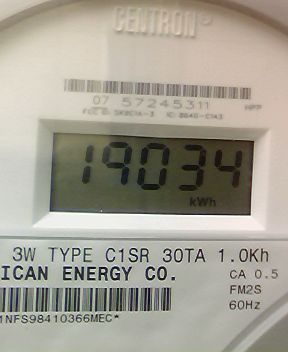 CENTRON®
07 57245311
19034
kWh
3W TYPE C1SR 30TA 1.0Kh
ICAN ENERGY CO.
CA 0.5
FM2S
60Hz
1NFS98410366MEC*